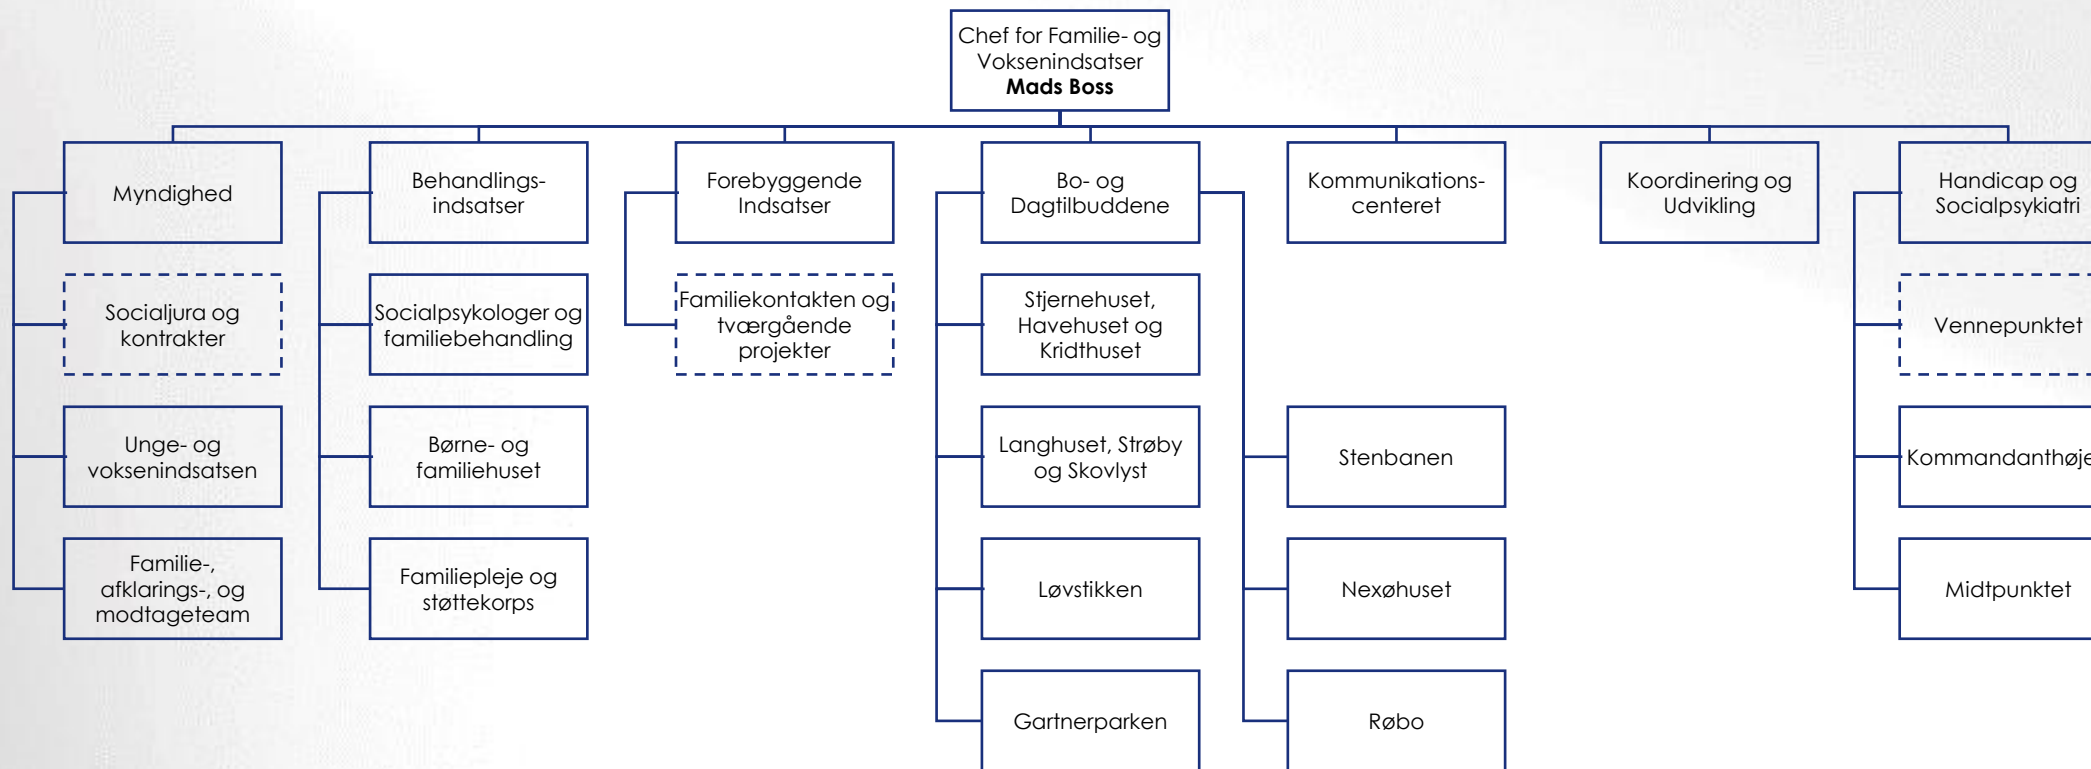 Chef for Familie- og
Voksenindsatser
Mads Boss
Myndighed
Behandlings-
indsatser
Forebyggende
Indsatser
Bo- og
Dagtilbuddene
Kommunikations-
centeret
Koordinering og
Udvikling
Handicap og
Socialpsykiatri
Socialjura og
kontrakter
Socialpsykologer og
familiebehandling
Familiekontakten og
tværgående
projekter
Stjernehuset,
Havehuset og
Kridthuset
Vennepunktet
Unge- og
voksenindsatsen
Børne- og
familiehuset
Langhuset, Strøby
og Skovlyst
Stenbanen
Kommandanthøje
Familie-,
afklarings-, og
modtageteam
Familiepleje og
støttekorps
Løvstikken
Nexøhuset
Midtpunktet
Gartnerparken
Røbo